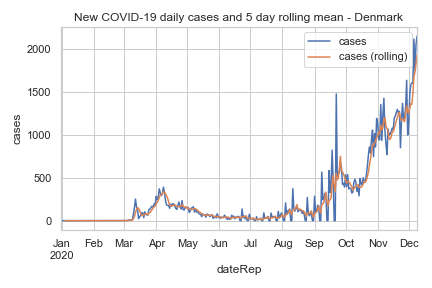 New COVID-19 daily cases and 5 day rolling mean - Denmark
cases
cases (rolling)
2000
1500
1000
500
0
cases
Jan Feb Mar Apr May Jun Jul Aug Sep Oct Nov Dec
2020
dateRep